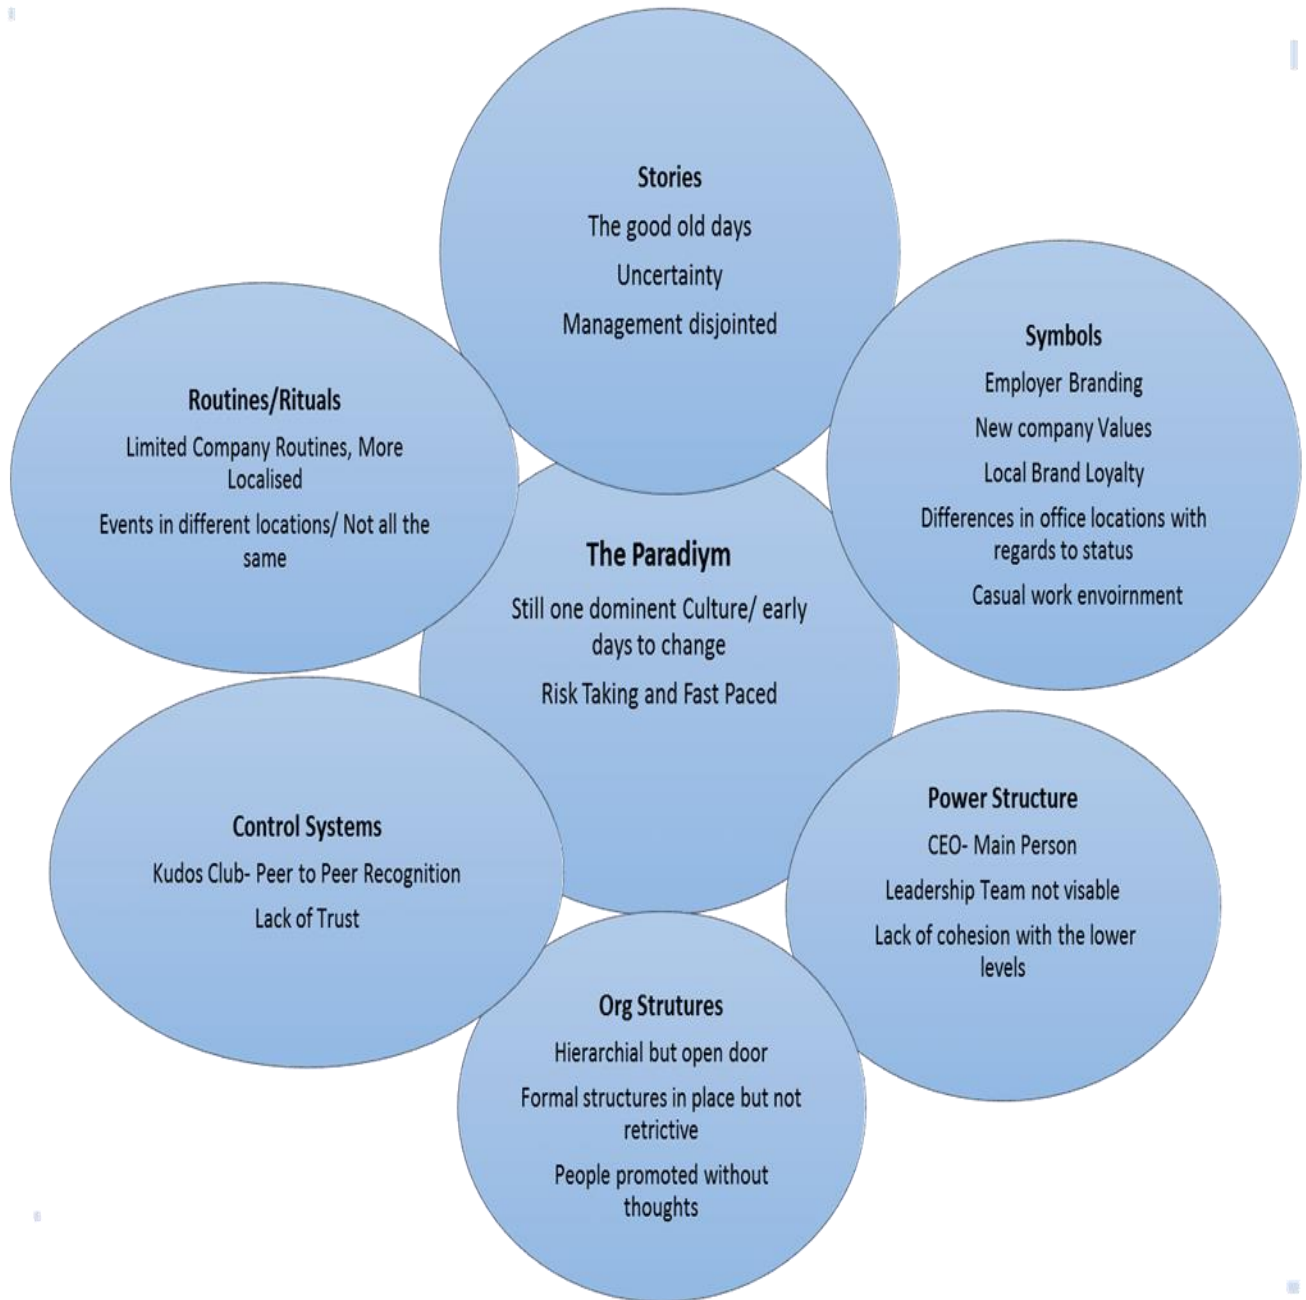 Stories
The good old days
Uncertainty
Management disjointed
Symbols
Employer Branding
New company Values
Local Brand Loyalty
Differences in office locations with
regards to status
Casual work envoirnment
Routines/Rituals
Limited Company Routines, More
Localised
Events in different locations/ Not all the
same
The Paradiym
Still one dominent Culture/ early
days to change
Risk Taking and Fast Paced
Control Systems
Kudos Club- Peer to Peer Recognition
Lack of Trust
Power Structure
CEO- Main Person
Leadership Team not visable
Lack of cohesion with the lower
levels
Org Strutures
Hierarchial but open door
Formal structures in place but not
retrictive
People promoted without
thoughts